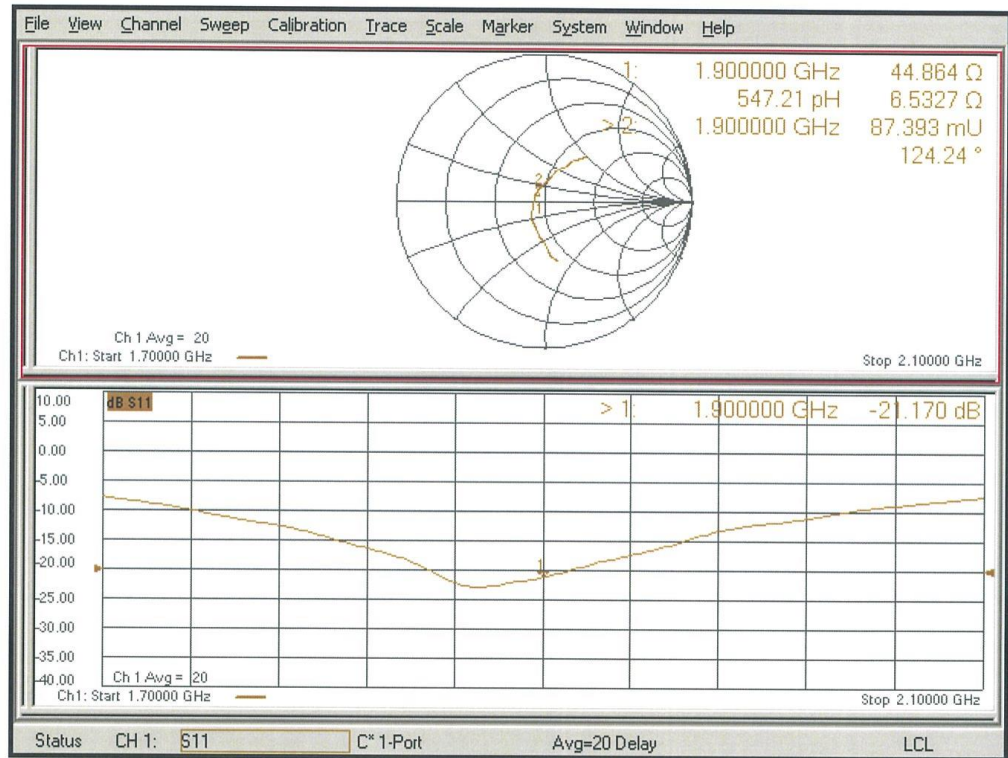 File View Channel Sweep Calibration Trace Scale Marker System Window Help
1: 1.900000 GHz 44.864 Ω
547.21 pH 6.5327 Ω
> 2: 1.900000 GHz 87.393 mU
124.24 °
2
1
Ch 1 Avg = 20
Ch1: Start 1.70000 GHz
Stop 2.10000 GHz
dB S11
> 1: 1.900000 GHz -21.170 dB
10.00
5.00
0.00
-5.00
-10.00
-15.00
-20.00
-25.00
-30.00
-35.00
-40.00
1
Ch 1 Avg = 20
Ch1: Start 1.70000 GHz
Stop 2.10000 GHz
Status CH 1: S11 C* 1-Port Avg=20 Delay LCL